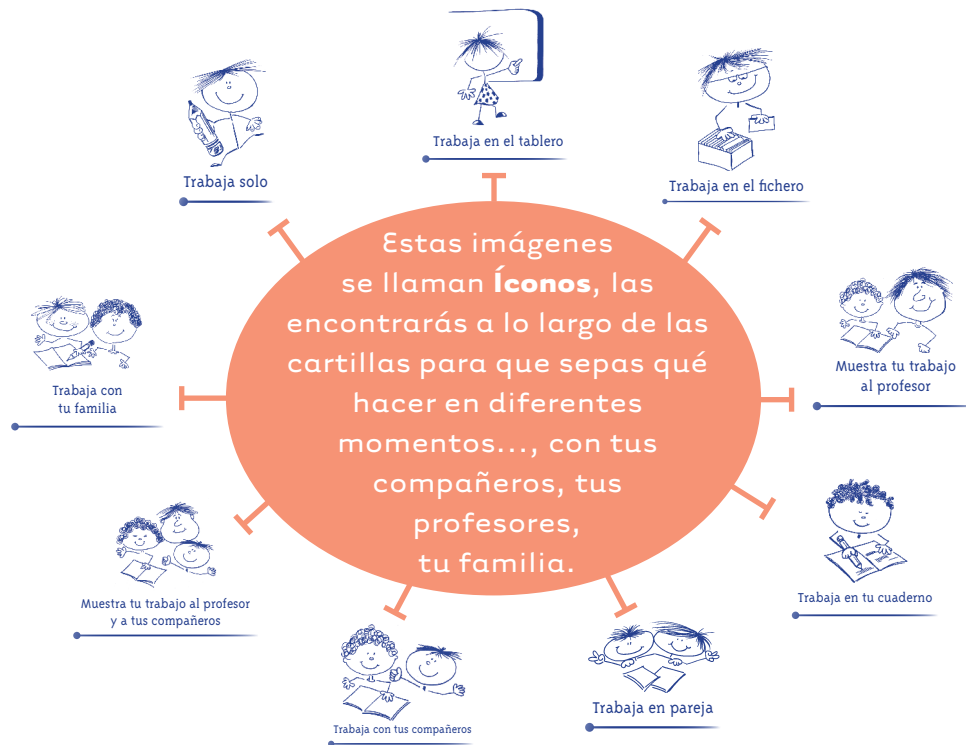 Trabaja en el tablero
Trabaja solo
Trabaja en el fichero
Estas imágenes
se llaman Íconos, las
encontrarás a lo largo de las
cartillas para que sepas qué
hacer en diferentes
momentos..., con tus
compañeros, tus
profesores,
tu familia.
Muestra tu trabajo
al profesor
Trabaja con
tu familia
Trabaja en tu cuaderno
Muestra tu trabajo al profesor
y a tus compañeros
Trabaja en pareja
Trabaja con tus compañeros